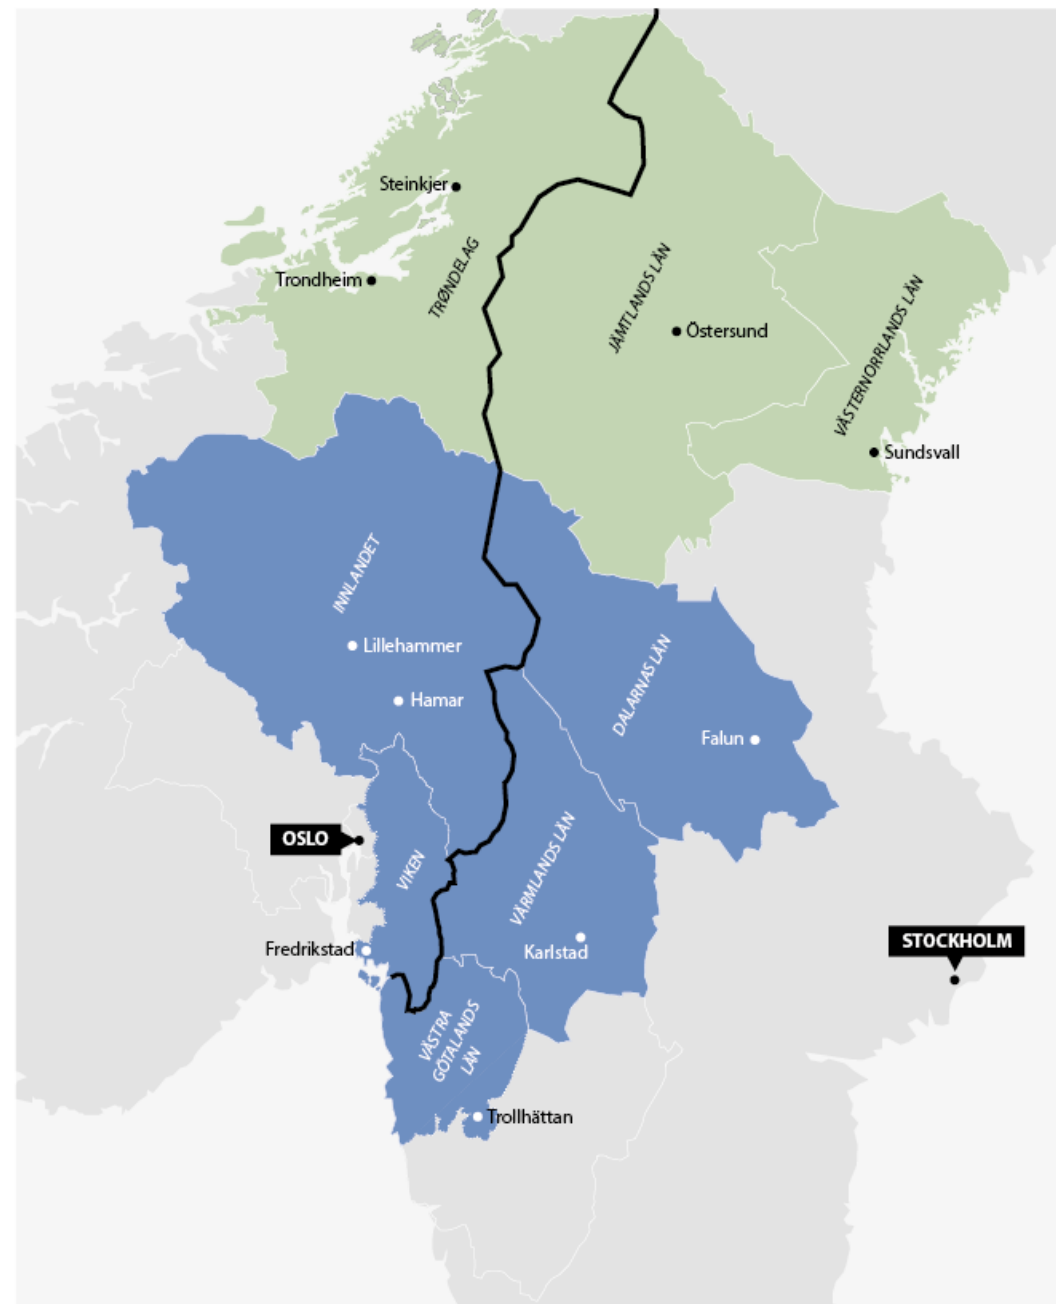 Steinkjer
TRØNDELAG
Trondheim
JÄMTLANDS LÄN
Östersund
VÄSTERNORRLANDS LÄN
Sundsvall
INNLANDET
Lillehammer
Hamar
DALARNAS LÄN
Falun
OSLO
VIKEN
VÄRMLANDS LÄN
Fredrikstad
Karlstad
STOCKHOLM
VÄSTRA
GÖTALANDS
LÄN
Trollhättan